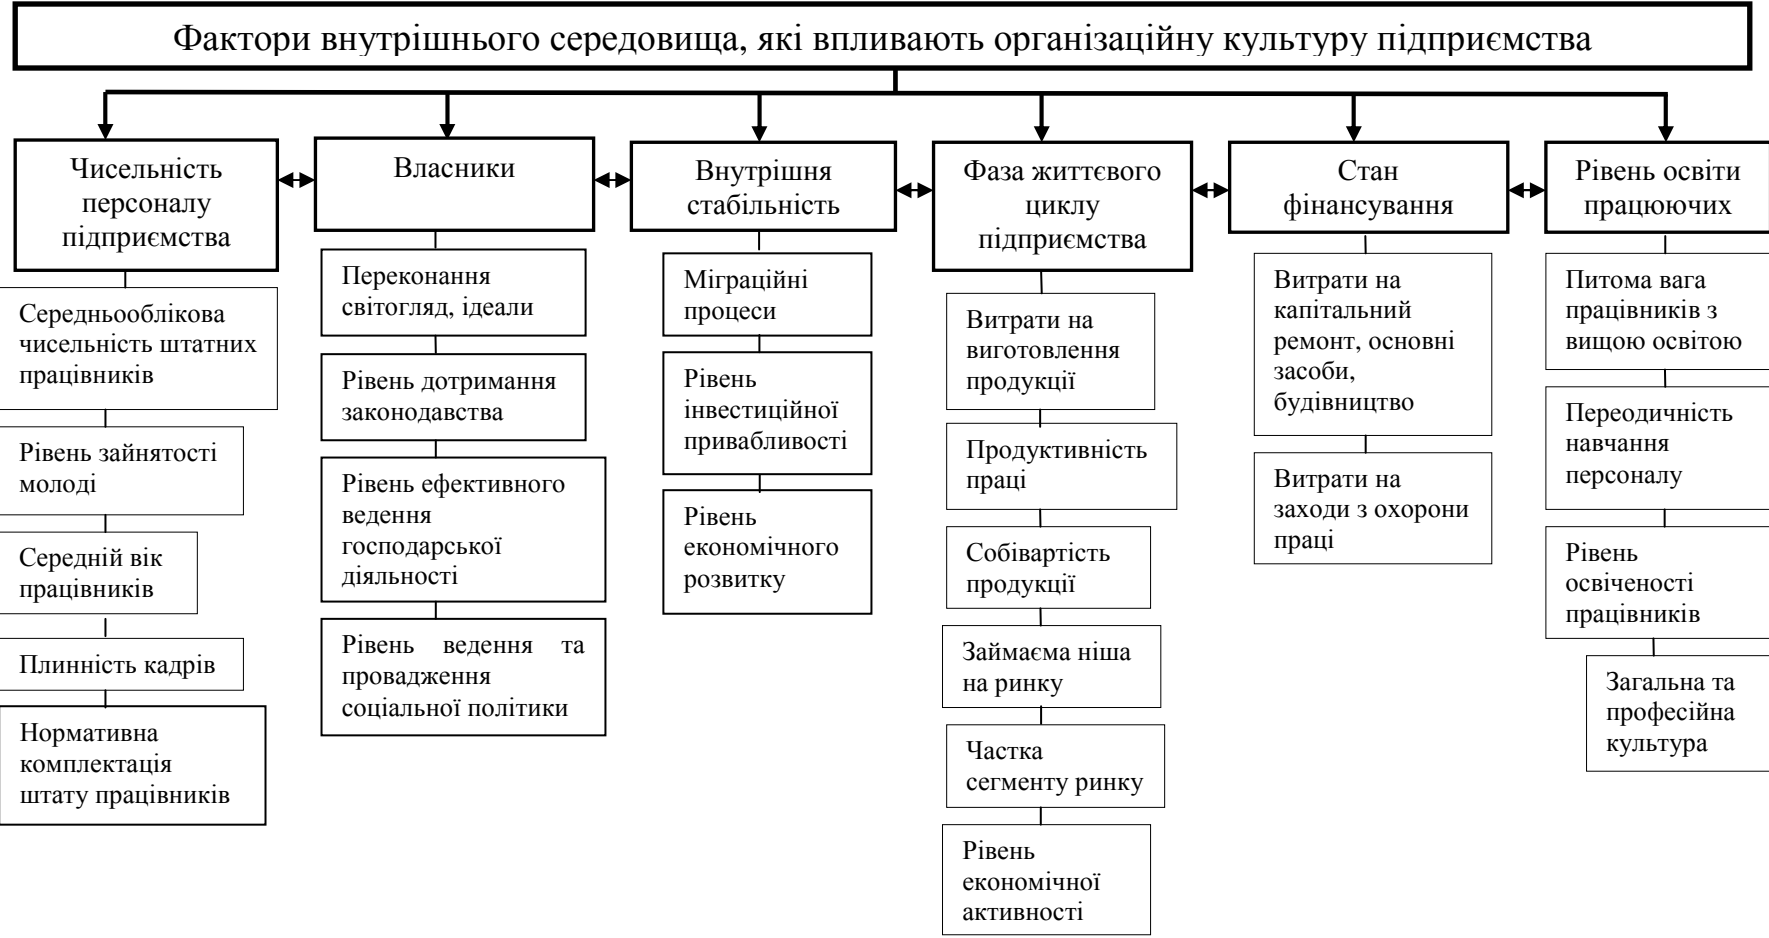 Фактори внутрішнього середовища, які впливають організаційну культуру підприємства
Чисельність
персоналу
підприємства
Середньооблікова
чисельність штатних
працівників
Рівень зайнятості
молоді
Середній вік
працівників
Плинність кадрів
Нормативна
комплектація
штату працівників
Власники
Переконання
світогляд, ідеали
Рівень дотримання
законодавства
Рівень ефективного
ведення
господарської
діяльності
Рівень ведення та
провадження
соціальної політики
Внутрішня
стабільність
Міграційні
процеси
Рівень
інвестиційної
привабливості
Рівень
економічного
розвитку
Фаза життєвого
циклу
підприємства
Витрати на
виготовлення
продукції
Продуктивність
праці
Собівартість
продукції
Займаєма ніша
на ринку
Частка
сегменту ринку
Рівень
економічної
активності
Стан
фінансування
Витрати на
капітальний
ремонт, основні
засоби,
будівництво
Витрати на
заходи з охорони
праці
Рівень освіти
працюючих
Питома вага
працівників з
вищою освітою
Переодичність
навчання
персоналу
Рівень
освіченості
працівників
Загальна та
професійна
культура